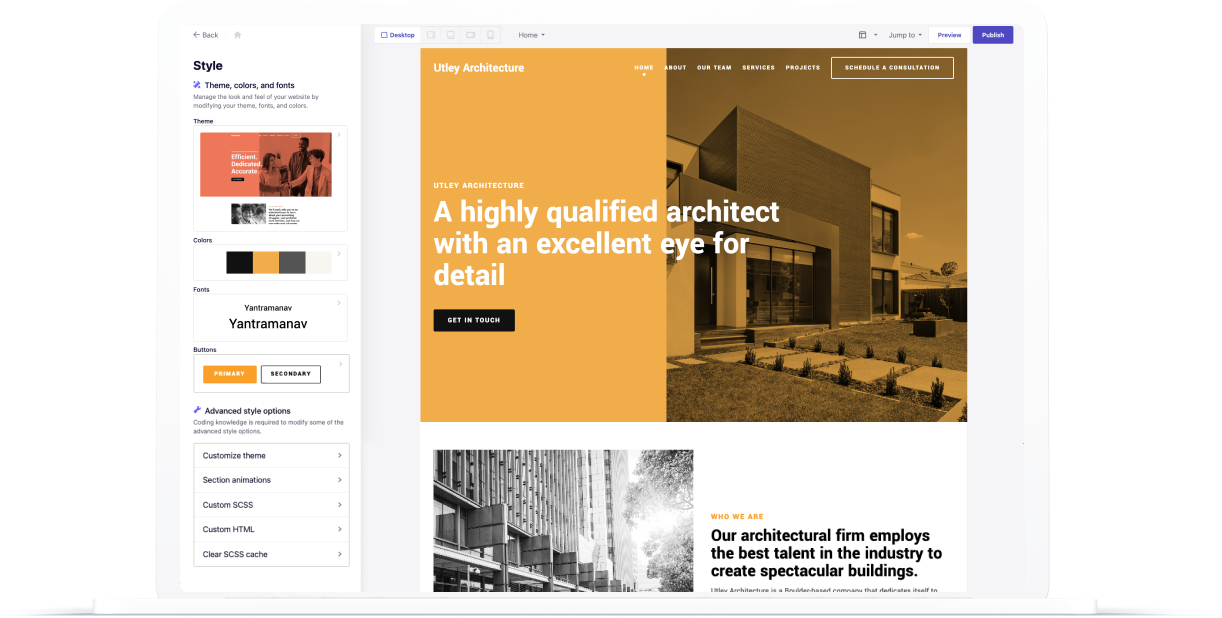 Back
Desktop
Home
Jump to
Preview
Publish
Style
Theme, colors, and fonts
Manage the look and feel of your website by
modifying your theme, fonts, and colors.
Theme
Efficient.
Dedicated.
Accurate.
Colors
Fonts
Yantramanav
Yantramanav
Buttons
PRIMARY
SECONDARY
Advanced style options
Coding knowledge is required to modify some of the
advanced style options.
Customize theme
Section animations
Custom SCSS
Custom HTML
Clear SCSS cache
Utley Architecture
HOME
ABOUT
OUR TEAM
SERVICES
PROJECTS
SCHEDULE A CONSULTATION
UTLEY ARCHITECTURE
A highly qualified architect
with an excellent eye for
detail
GET IN TOUCH
WHO WE ARE
Our architectural firm employs
the best talent in the industry to
create spectacular buildings.
Utley Architecture is a Boulder-based company that dedicates itself to